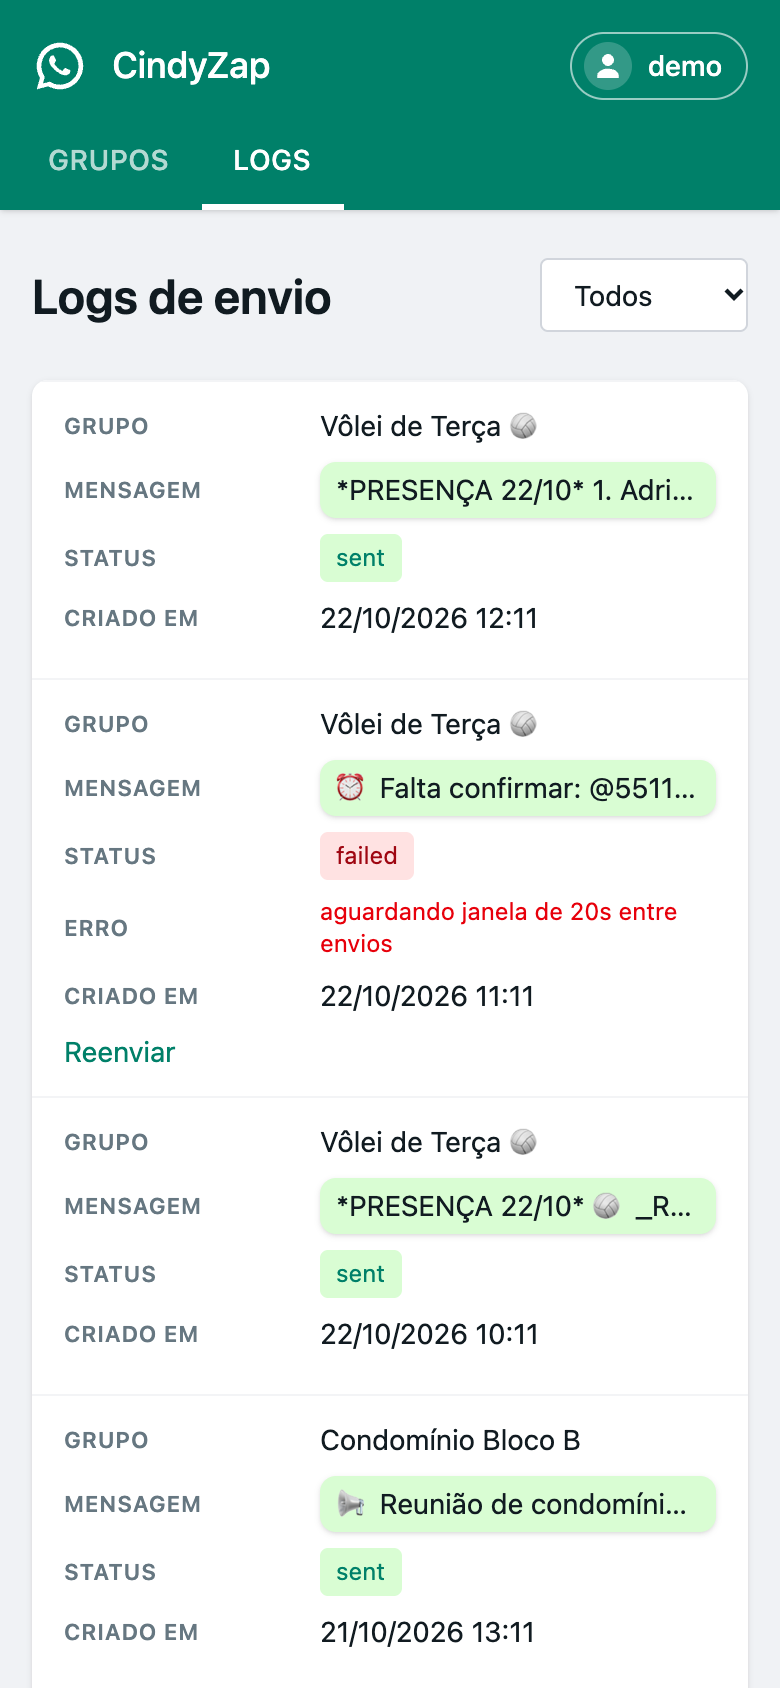 CindyZap
demo
GRUPOS LOGS
Logs de envio
Todos
GRUPO Vôlei de Terça 🏐
MENSAGEM *PRESENÇA 22/10* 1. Adri...
STATUS sent
CRIADO EM 22/10/2026 12:11
GRUPO Vôlei de Terça 🏐
MENSAGEM ⏰ Falta confirmar: @5511...
STATUS failed
ERRO aguardando janela de 20s entre
envios
CRIADO EM 22/10/2026 11:11
Reenviar
GRUPO Vôlei de Terça 🏐
MENSAGEM *PRESENÇA 22/10* 🏐 _R...
STATUS sent
CRIADO EM 22/10/2026 10:11
GRUPO Condomínio Bloco B
MENSAGEM 📢 Reunião de condomíni...
STATUS sent
CRIADO EM 21/10/2026 13:11